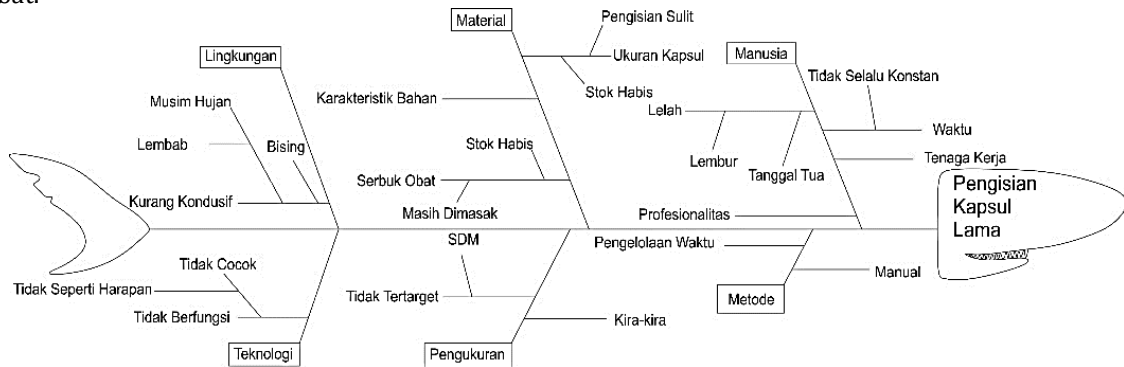 bat.
Material
Pengisian Sulit
Ukuran Kapsul
Stok Habis
Karakteristik Bahan
Stok Habis
Serbuk Obat
Masih Dimasak
Lingkungan
Musim Hujan
Lembab
Bising
Kurang Kondusif
Manusia
Tidak Selalu Konstan
Lelah
Waktu
Lembur
Tanggal Tua
Tenaga Kerja
Profesionalitas
Pengisian
Kapsul
Lama
Tidak Cocok
Tidak Seperti Harapan
Tidak Berfungsi
Teknologi
SDM
Tidak Tertarget
Kira-kira
Pengukuran
Pengelolaan Waktu
Manual
Metode